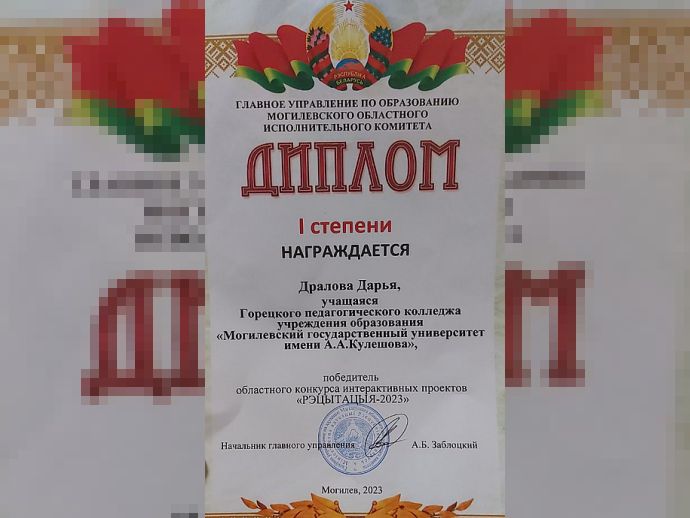 РЭСПУБЛІКА
БЕЛАРУСЬ
ГЛАВНОЕ УПРАВЛЕНИЕ ПО ОБРАЗОВАНИЮ
МОГИЛЕВСКОГО ОБЛАСТНОГО
ИСПОЛНИТЕЛЬНОГО КОМИТЕТА
ДИПЛОМ
I степени
НАГРАЖДАЕТСЯ
Дралова Дарья,
учащаяся
Горецкого педагогического колледжа
учреждения образования
«Могилевский государственный университет
имени А.А.Кулешова»,
победитель
областного конкурса интерактивных проектов
«РЭЦЫТАЦЫЯ-2023»
Начальник главного управления А.Б. Заблоцкий
Могилев, 2023